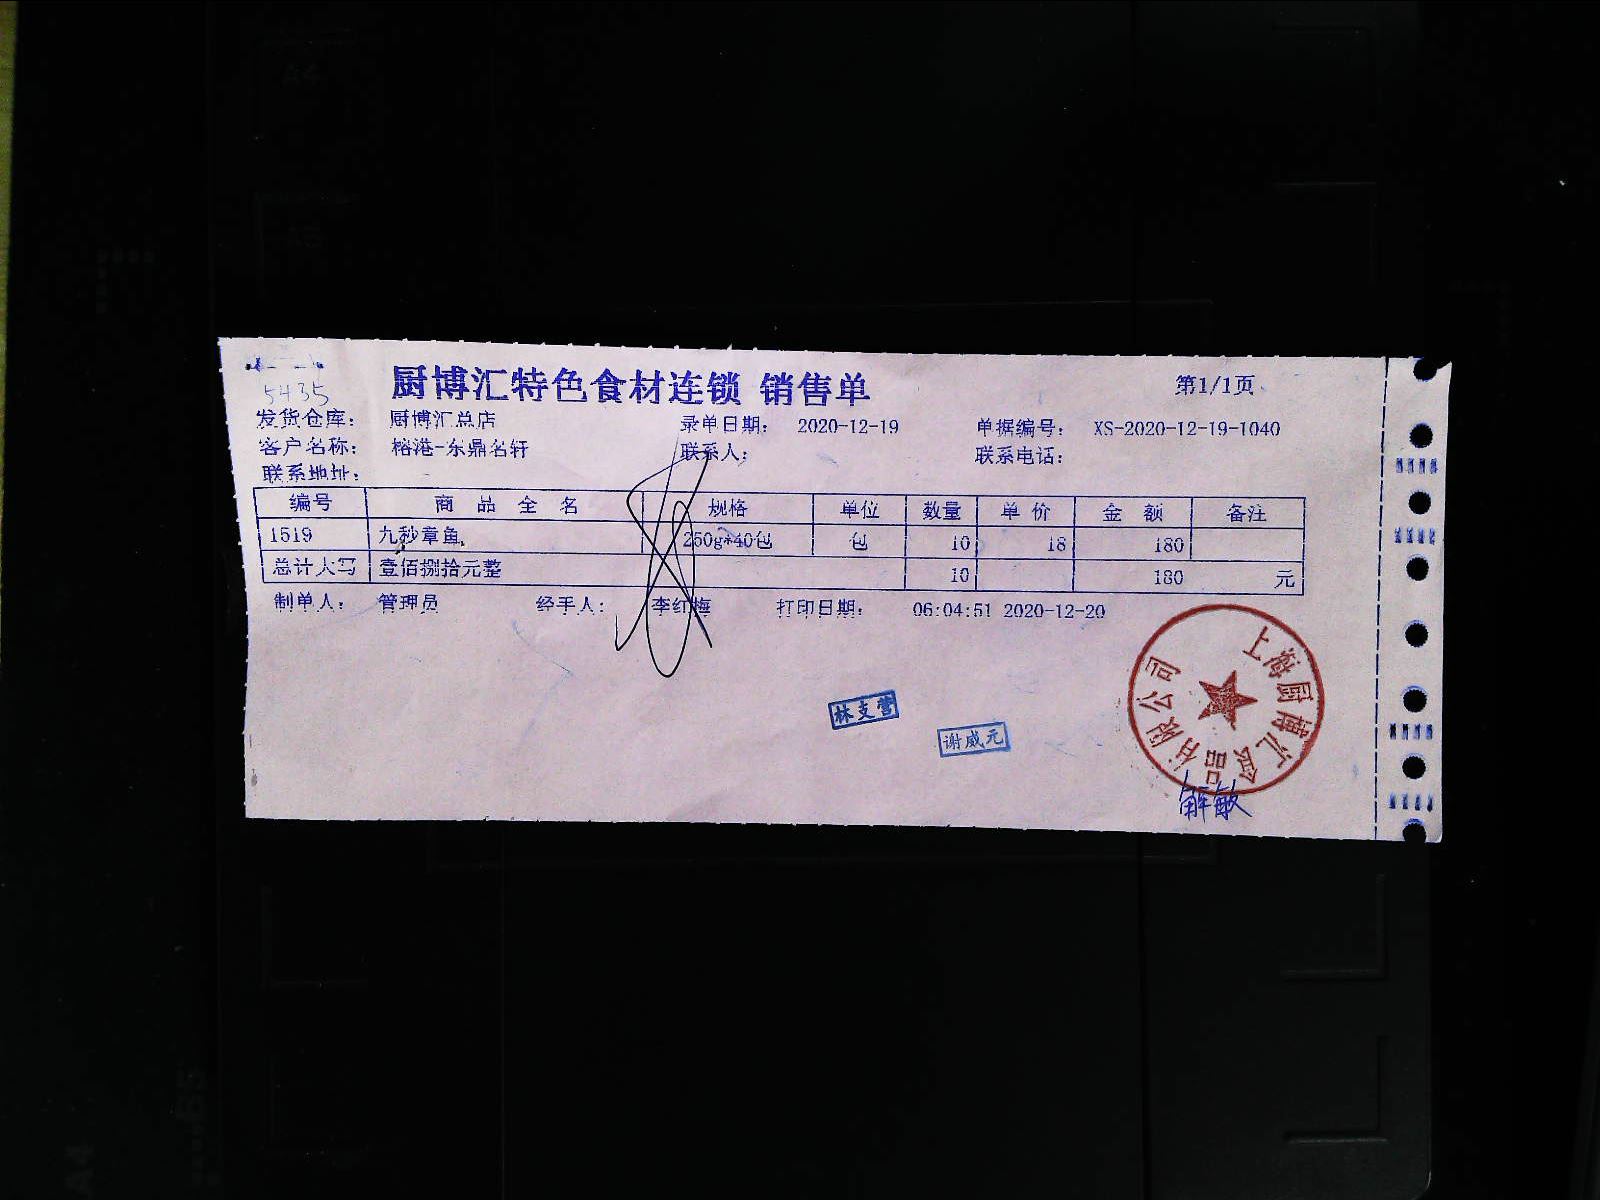 5435
厨博汇特色食材连锁 销售单 第1/1页
发货仓库: 厨博汇总店 录单日期: 2020-12-19 单据编号: XS-2020-12-19-1040
客户名称: 榕港-东鼎名轩 联系人: 联系电话:
联系地址:
编号 商品全名 规格 单位 数量 单价 金额 备注
1519 九秒章鱼 250g*40包 包 10 18 180
总计大写 壹佰捌拾元整 10 180 元
制单人: 管理员 经手人: 李红梅 打印日期: 06:04:51 2020-12-20
上海厨博汇食品有限公司
林支营
谢威元
解敏